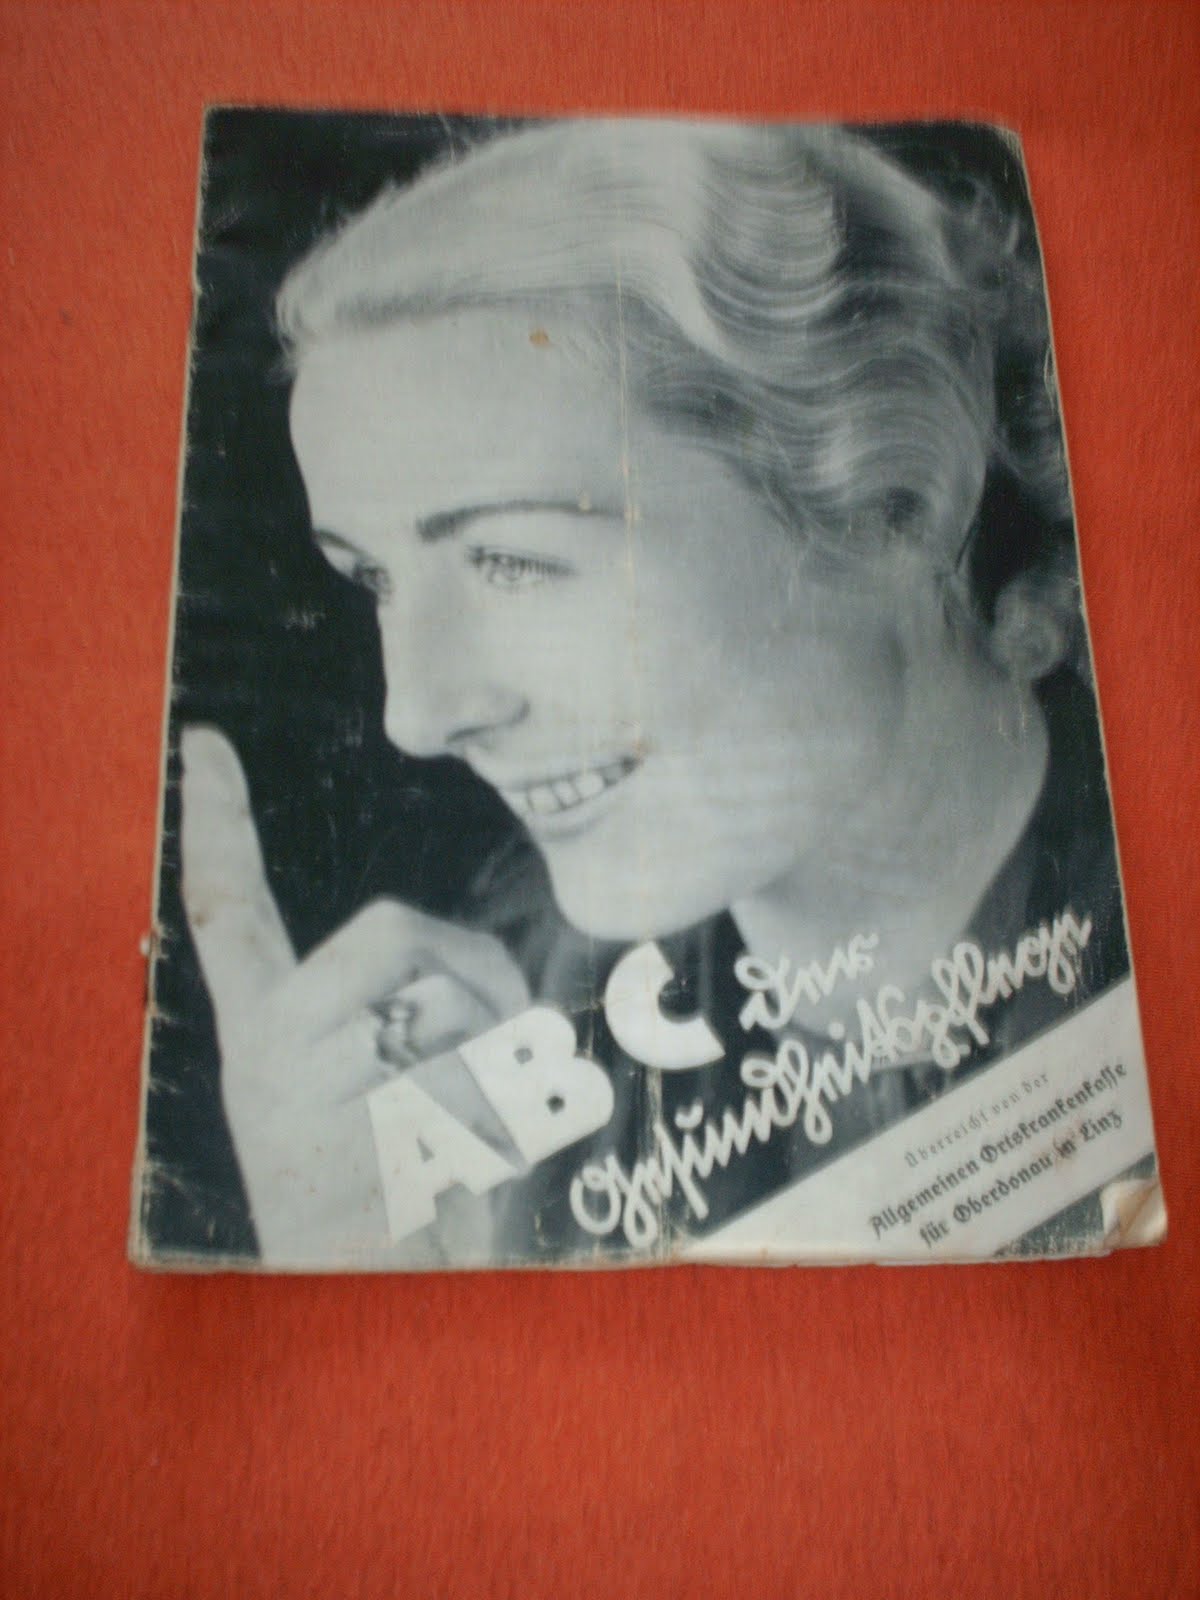 ABC der
Gesundheitspflege
Überreicht von der
Allgemeinen Ortskrankenkasse
für Oberdonau in Linz